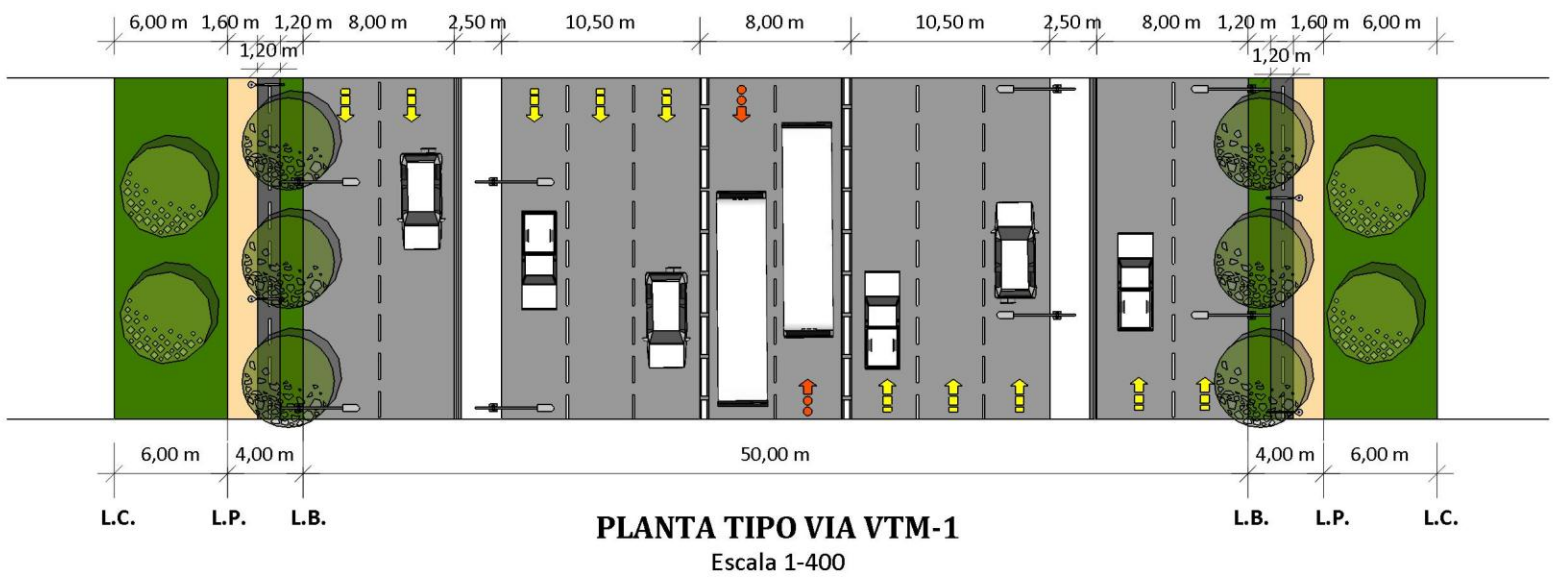 6,00 m 1,60 m 1,20 m 8,00 m 2,50 m 10,50 m 8,00 m 10,50 m 2,50 m 8,00 m 1,20 m 1,60 m 6,00 m
1,20 m 1,20 m
6,00 m 4,00 m 50,00 m 4,00 m 6,00 m
L.C. L.P. L.B. L.B. L.P. L.C.
PLANTA TIPO VIA VTM-1
Escala 1-400